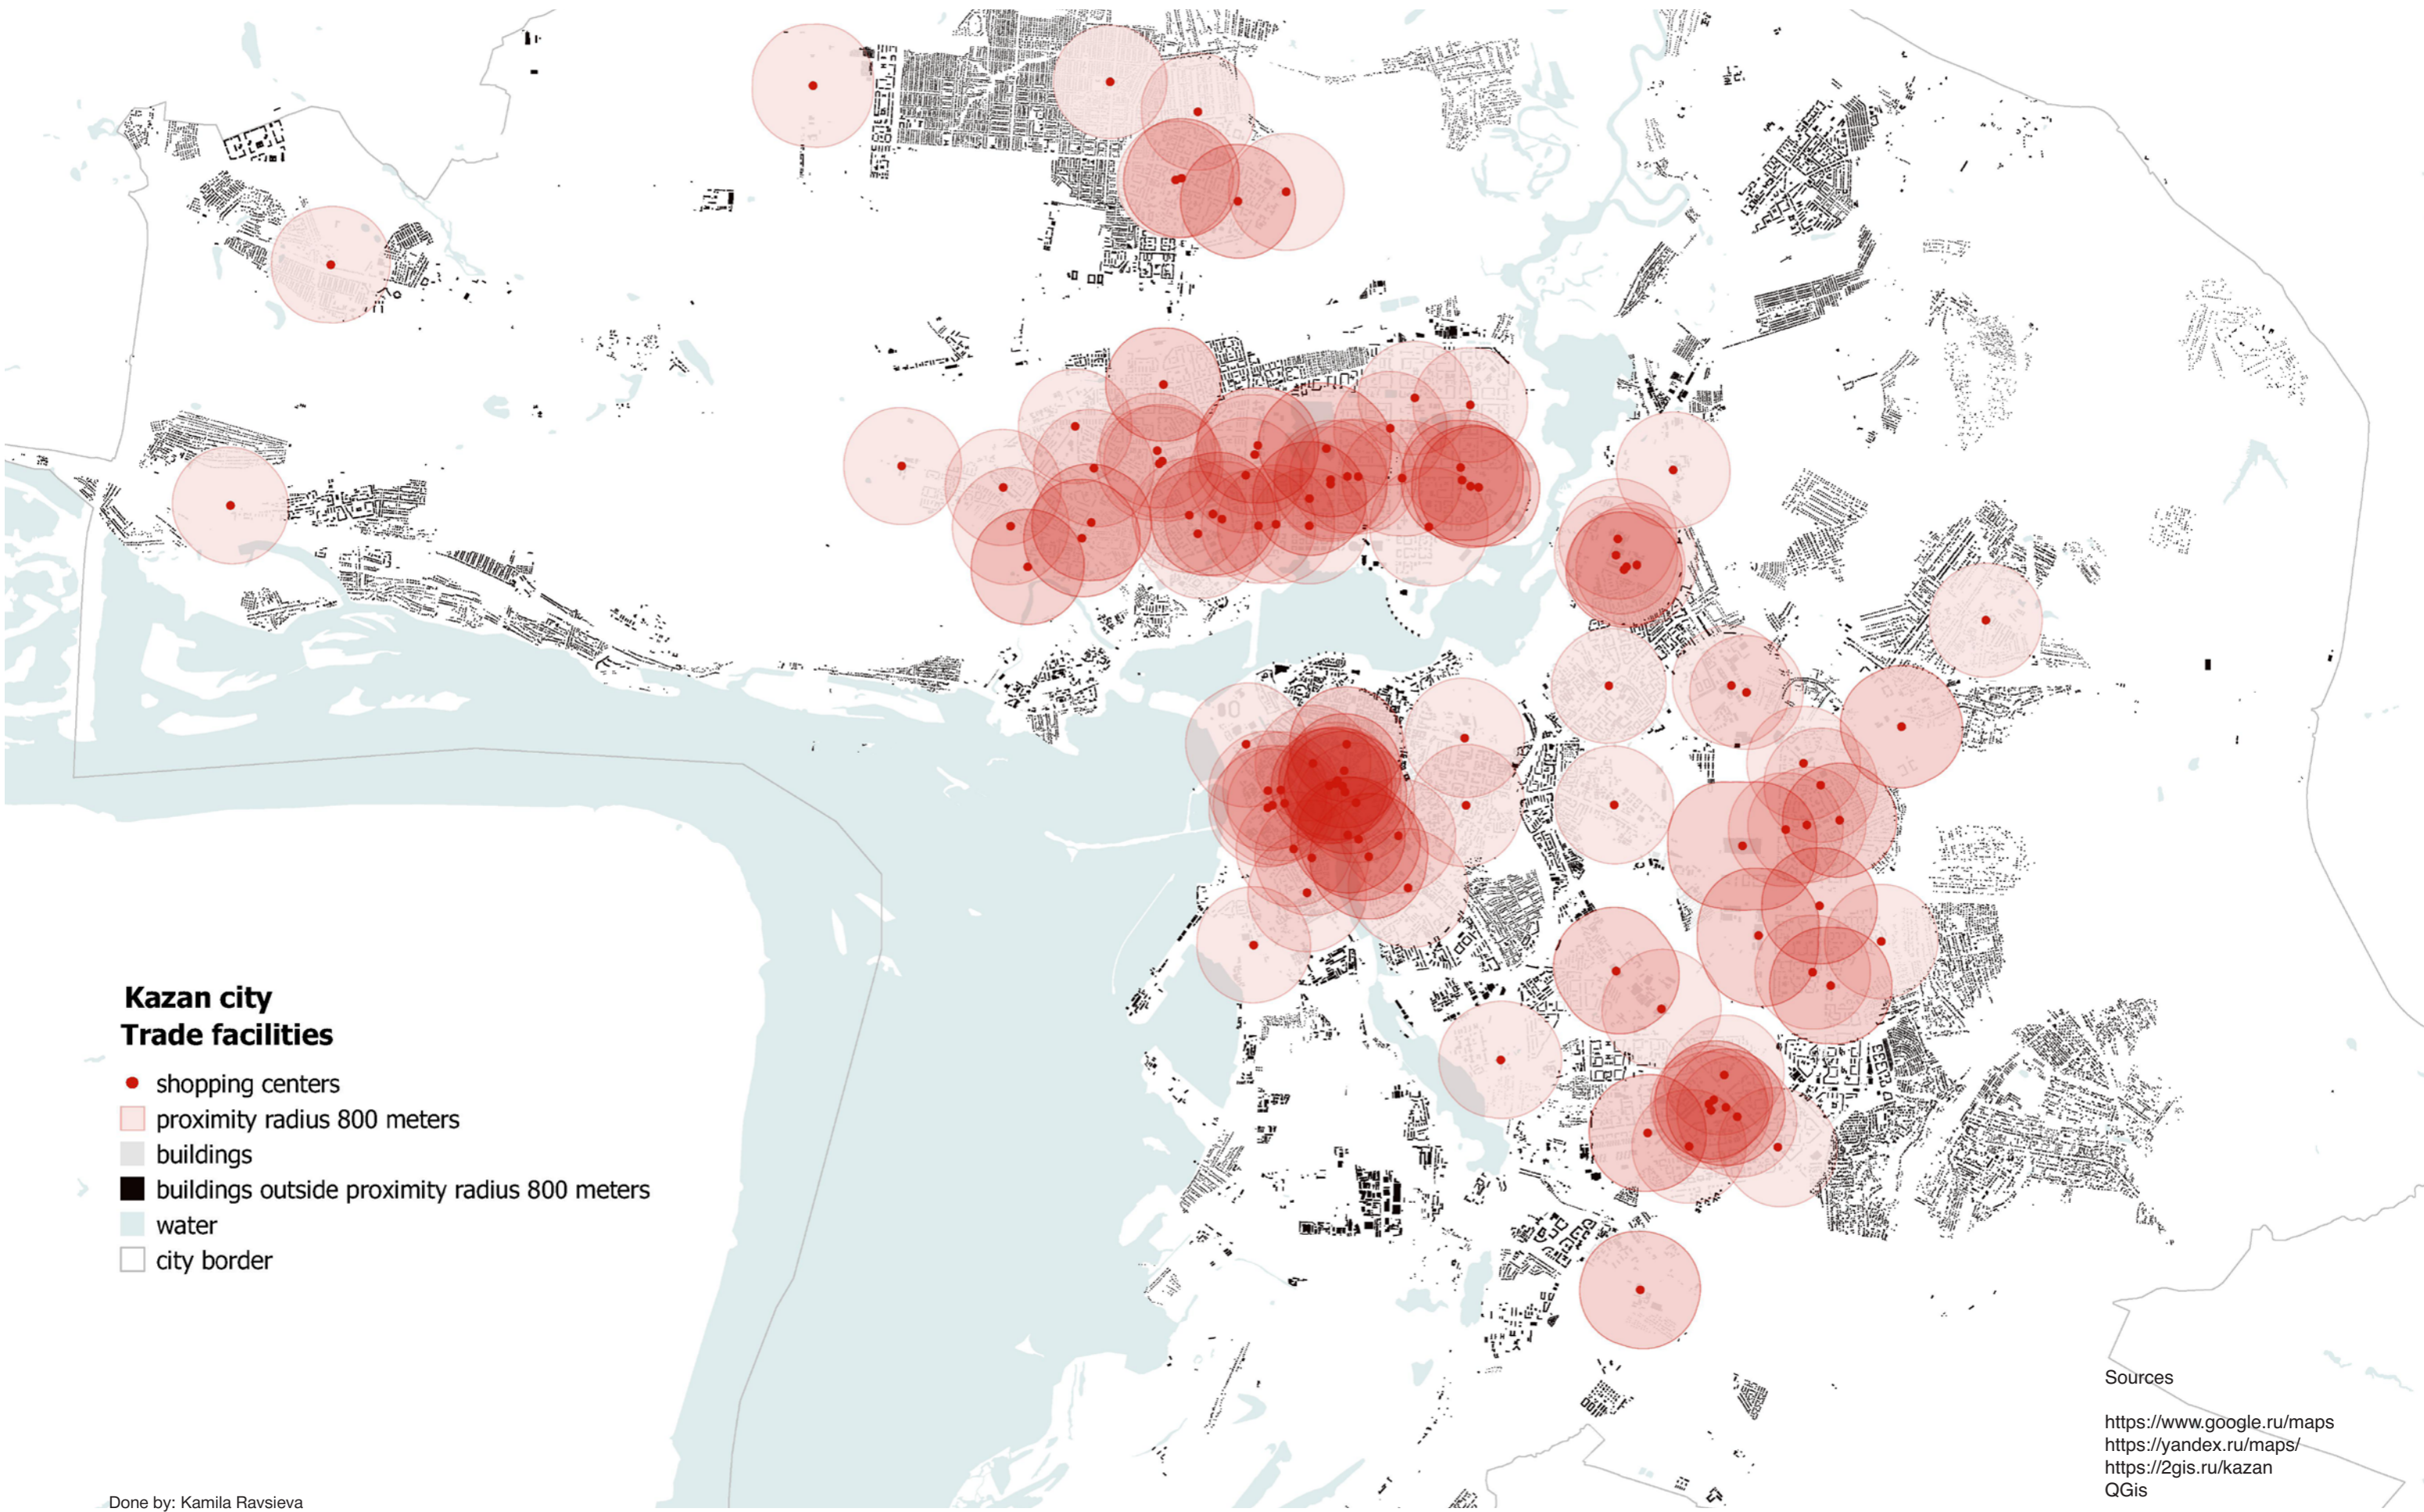 Kazan city
Trade facilities
shopping centers
proximity radius 800 meters
buildings
buildings outside proximity radius 800 meters
water
city border
Sources
https://www.google.ru/maps
https://yandex.ru/maps/
https://2gis.ru/kazan
QGis
Done by: Kamila Ravsieva